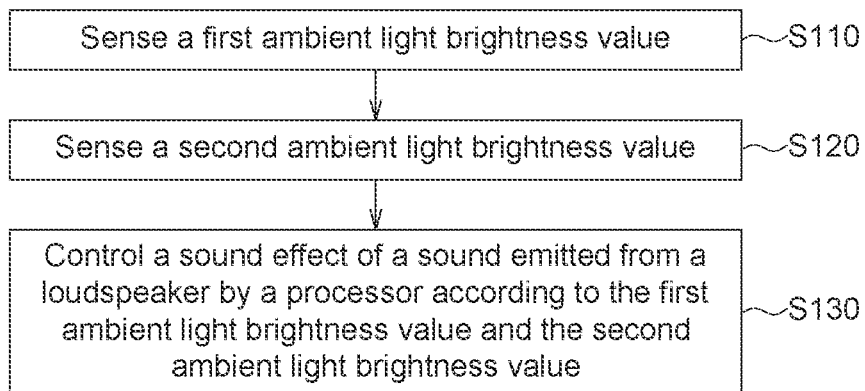 Sense a first ambient light brightness value
S110
Sense a second ambient light brightness value
S120
Control a sound effect of a sound emitted from a
loudspeaker by a processor according to the first
ambient light brightness value and the second
ambient light brightness value
S130